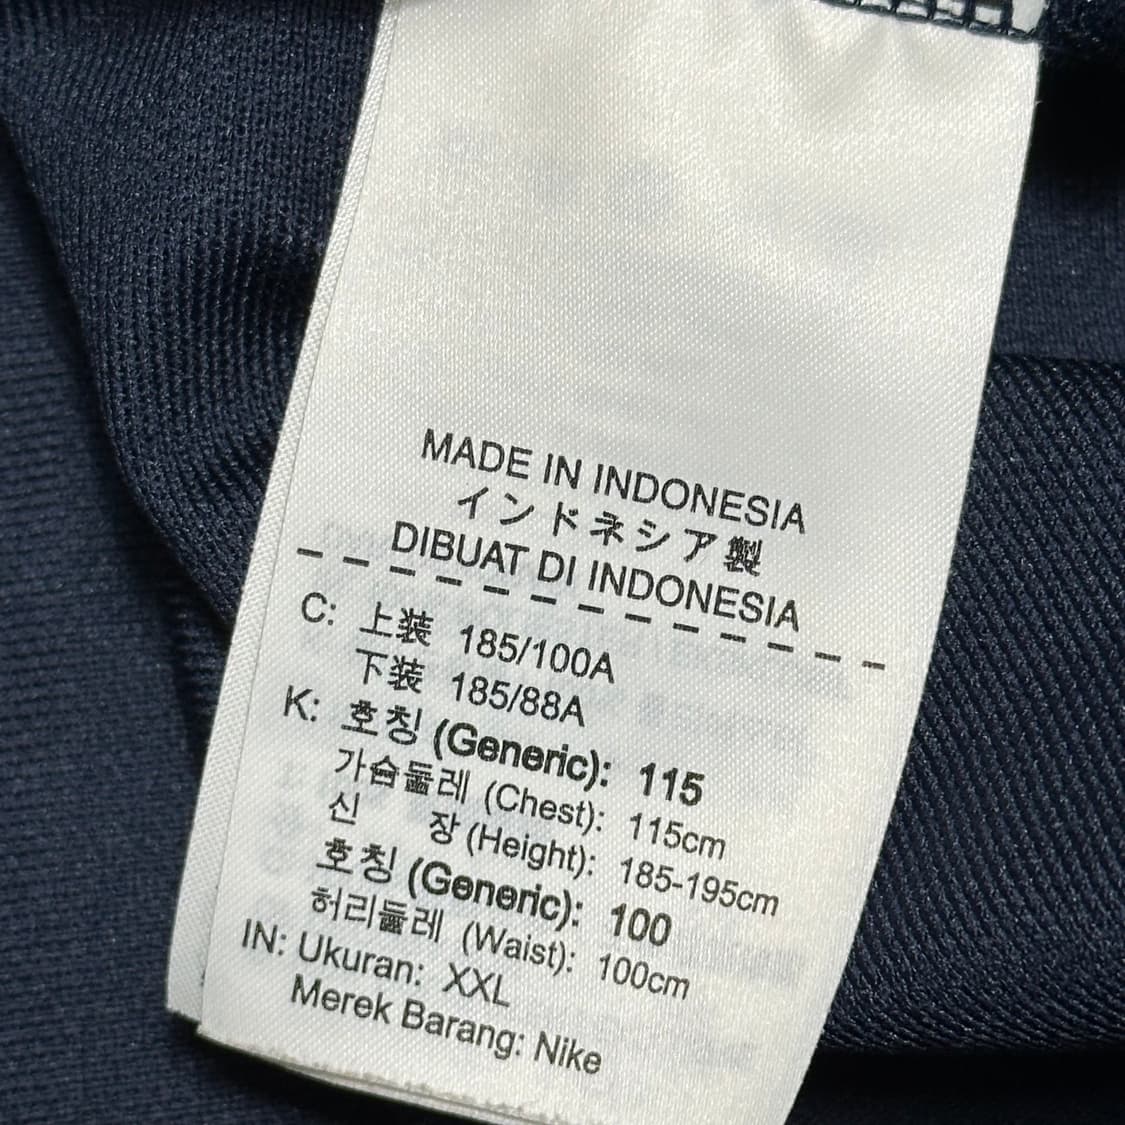 MADE IN INDONESIA
インドネシア製
DIBUAT DI INDONESIA
C: 上装 185/100A
下装 185/88A
K: 호칭 (Generic): 115
가슴둘레 (Chest): 115cm
신 장 (Height): 185-195cm
호칭 (Generic): 100
허리둘레 (Waist): 100cm
IN: Ukuran: XXL
Merek Barang: Nike